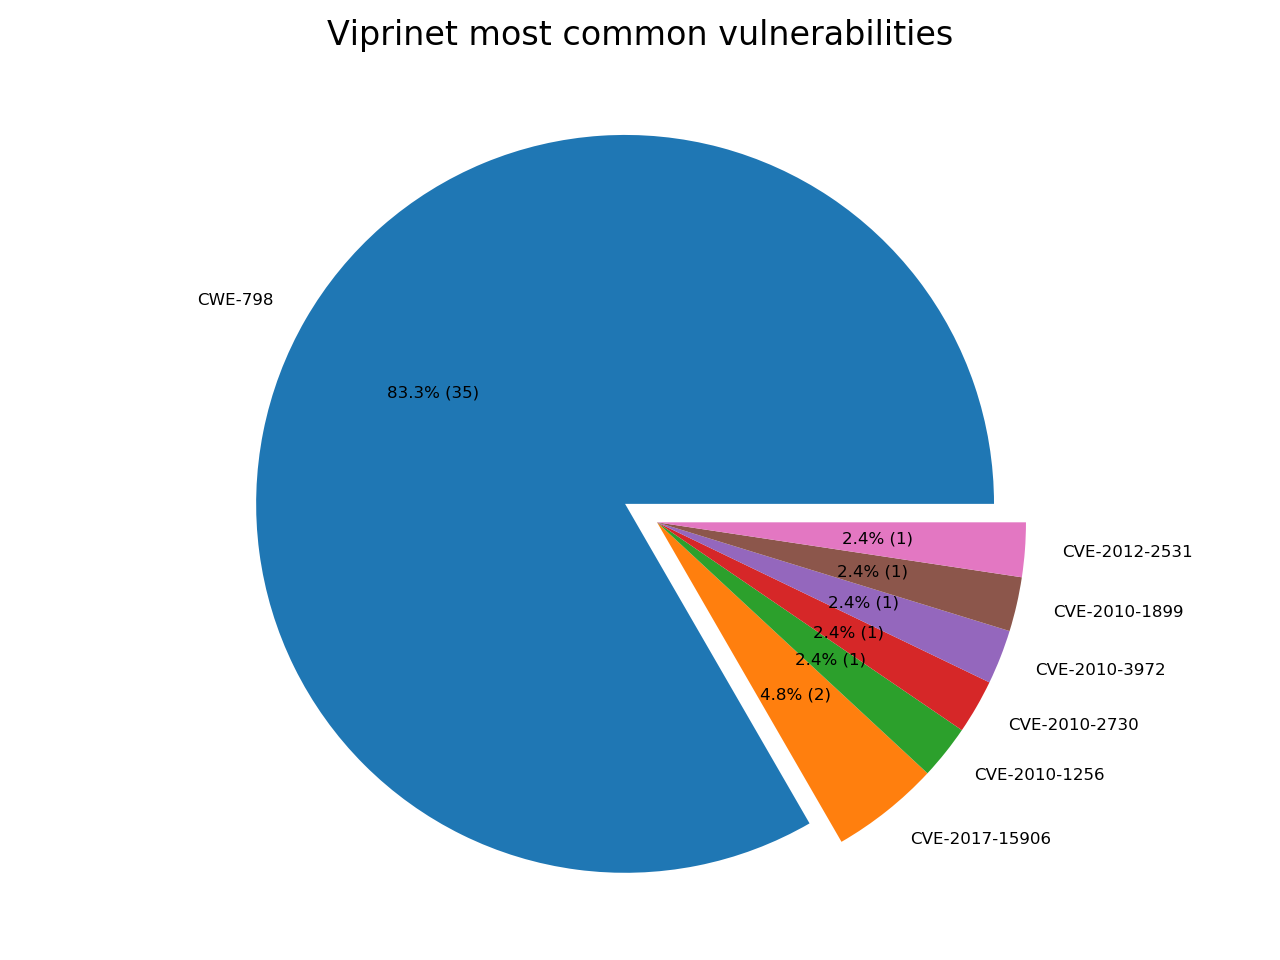 Viprinet most common vulnerabilities
CWE-798
83.3% (35)
2.4% (1)
CVE-2012-2531
2.4% (1)
CVE-2010-1899
2.4% (1)
CVE-2010-3972
2.4% (1)
CVE-2010-2730
2.4% (1)
CVE-2010-1256
4.8% (2)
CVE-2017-15906